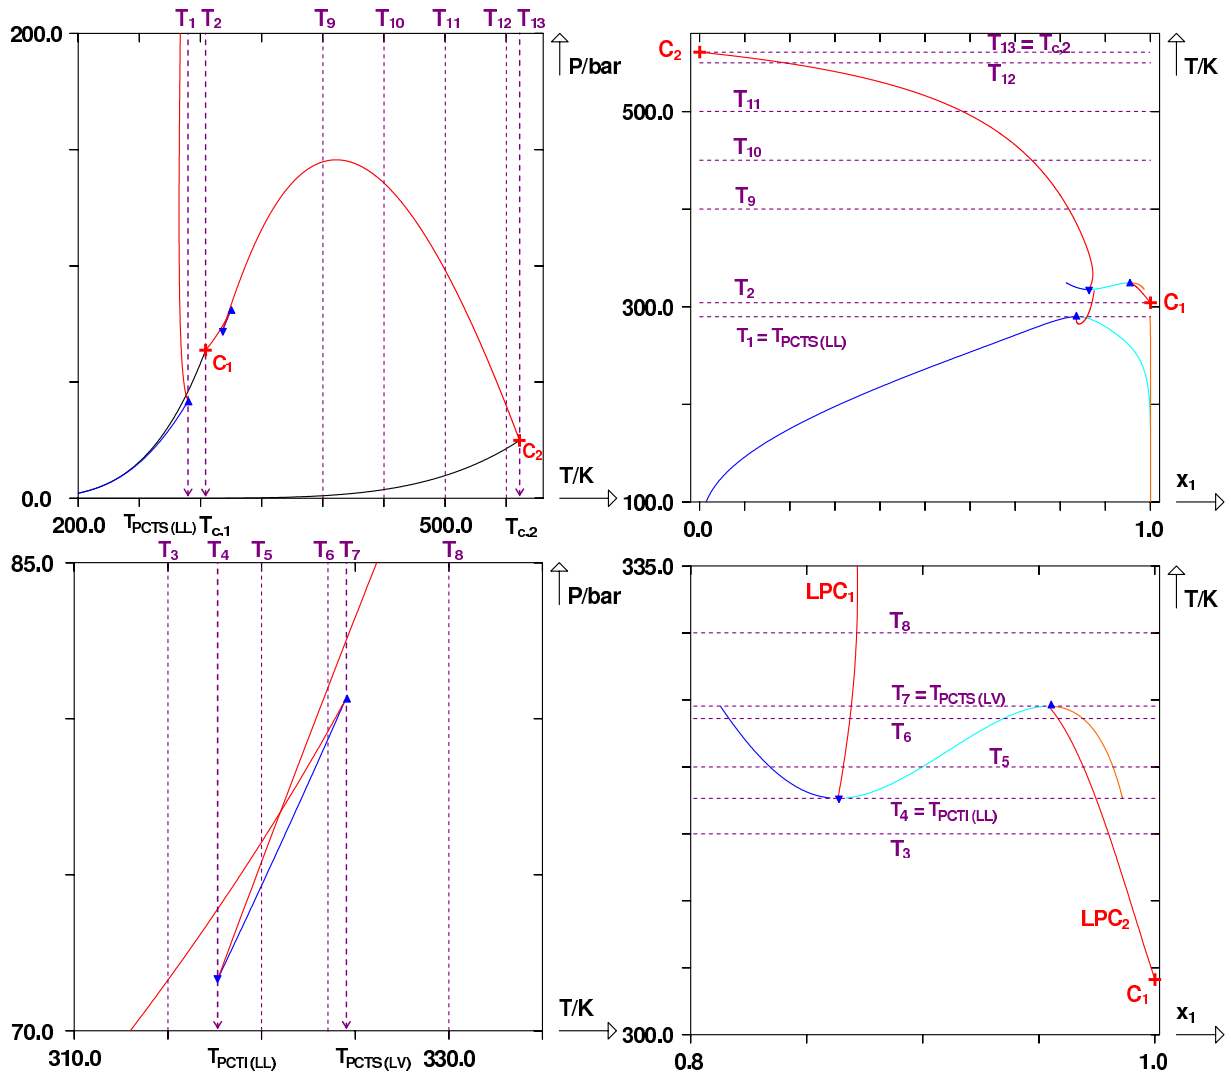 T1 T2 T9 T10 T11 T12 T13
200.0
P/bar
C1
C2
0.0
T/K
200.0 TPCTS(LL) Tc,1 500.0 Tc,2
C2
T13 = Tc,2
T/K
T12
500.0
T11
T10
T9
T2
300.0
C1
T1 = TPCTS(LL)
100.0
x1
0.0 1.0
T3 T4 T5 T6 T7 T8
85.0
P/bar
T/K
70.0
310.0 TPCTI(LL) TPCTS(LV) 330.0
335.0
LPC1
T/K
T8
T7 = TPCTS(LV)
T6
T5
T4 = TPCTI(LL)
T3
LPC2
C1
x1
300.0
0.8 1.0